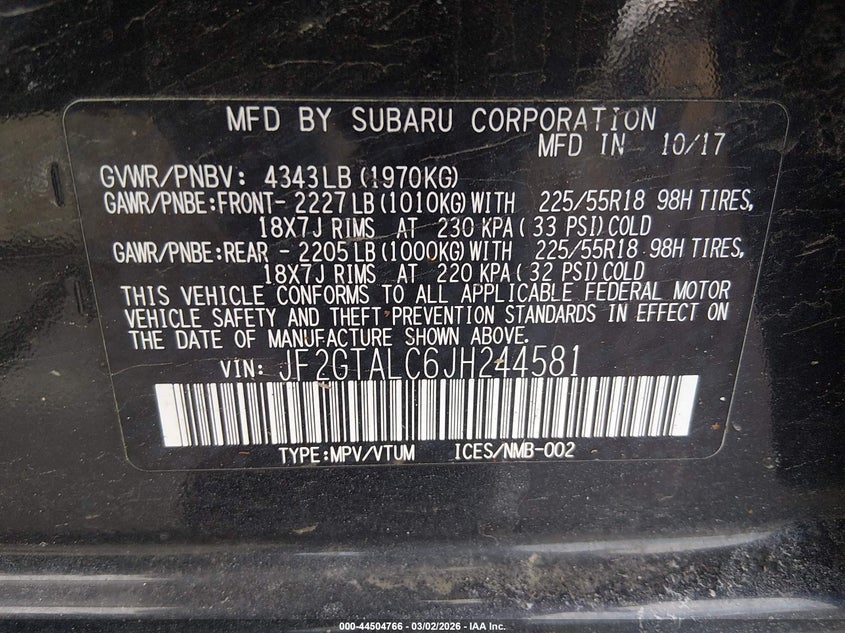 MFD BY SUBARU CORPORATION
MFD IN 10/17
GVWR/PNBV: 4343LB (1970KG)
GAWR/PNBE:FRONT- 2227LB (1010KG) WITH 225/55R18 98H TIRES,
18X7J RIMS AT 230 KPA ( 33 PSI) COLD
GAWR/PNBE:REAR - 2205LB (1000KG) WITH 225/55R18 98H TIRES,
18X7J RIMS AT 220 KPA ( 32 PSI) COLD
THIS VEHICLE CONFORMS TO ALL APPLICABLE FEDERAL MOTOR
VEHICLE SAFETY AND THEFT PREVENTION STANDARDS IN EFFECT ON
THE DATE OF MANUFACTURE SHOWN ABOVE.
VIN: JF2GTALC6JH244581
TYPE:MPV/VTUM ICES/NMB-002
000-44504766 - 03/02/2026 - IAA Inc.